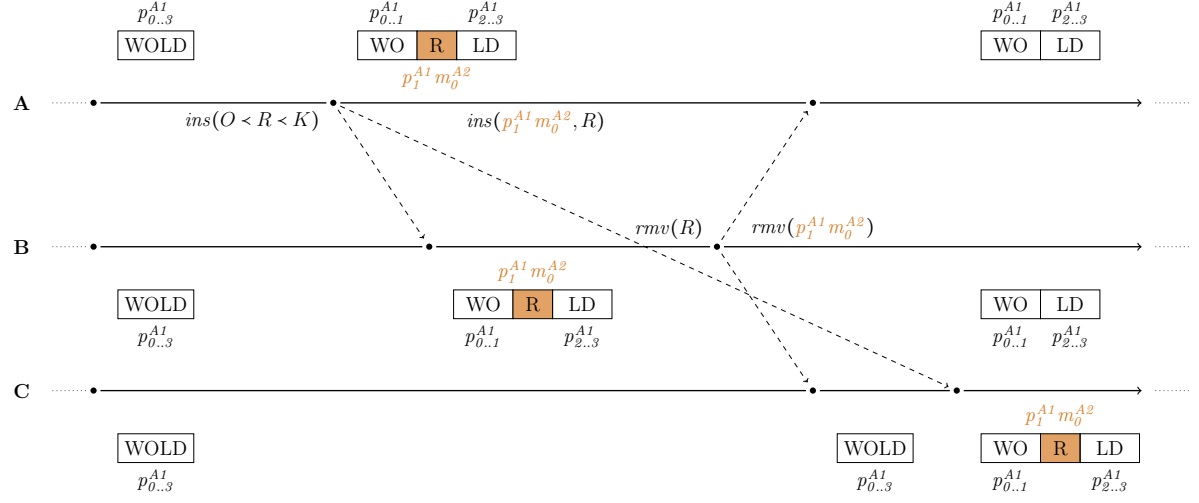 p_{0..3}^{A1} p_{0..1}^{A1} p_{2..3}^{A1} p_{0..1}^{A1} p_{2..3}^{A1}
WOLD WO R LD WO LD
p_1^{A1} m_0^{A2}
A
ins(O < R < K) ins(p_1^{A1} m_0^{A2}, R)
rmv(R) rmv(p_1^{A1} m_0^{A2})
B
p_1^{A1} m_0^{A2}
WOLD WO R LD WO LD
p_{0..3}^{A1} p_{0..1}^{A1} p_{2..3}^{A1} p_{0..1}^{A1} p_{2..3}^{A1}
C
p_1^{A1} m_0^{A2}
WOLD WOLD WO R LD
p_{0..3}^{A1} p_{0..3}^{A1} p_{0..1}^{A1} p_{2..3}^{A1}